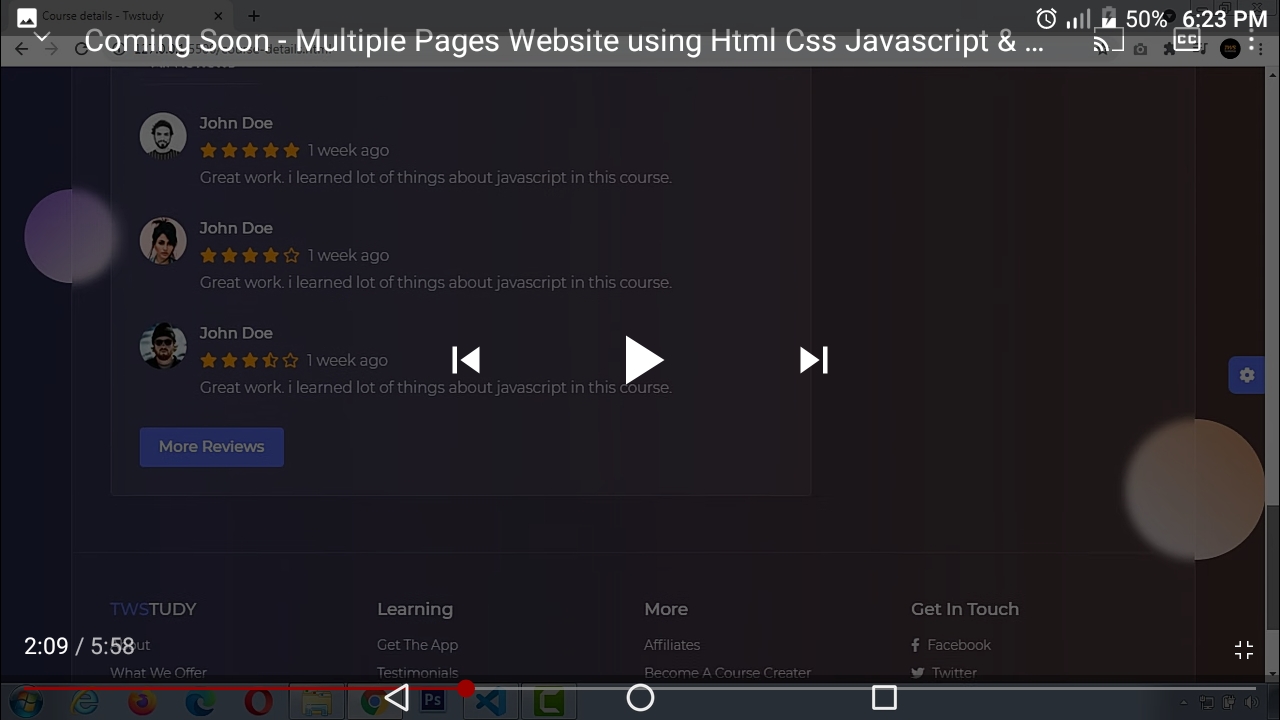 Course details - Twstudy
50% 6:23 PM
Coming Soon - Multiple Pages Website using Html Css Javascript & ...
CC
John Doe
1 week ago
Great work. i learned lot of things about javascript in this course.
John Doe
1 week ago
Great work. i learned lot of things about javascript in this course.
John Doe
1 week ago
Great work. i learned lot of things about javascript in this course.
More Reviews
TWSTUDY Learning More Get In Touch
2:09 / 5:58
Get The App Affiliates Facebook
What We Offer Testimonials Become A Course Creater Twitter
Ps